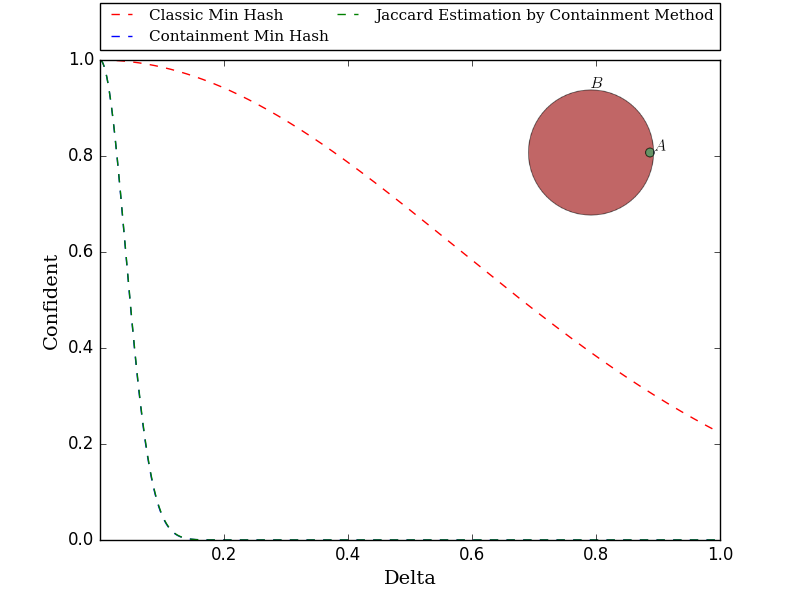 Classic Min Hash
Containment Min Hash
Jaccard Estimation by Containment Method
B
A
1.0
0.8
0.6
0.4
0.2
0.0
Confident
0.2 0.4 0.6 0.8 1.0
Delta